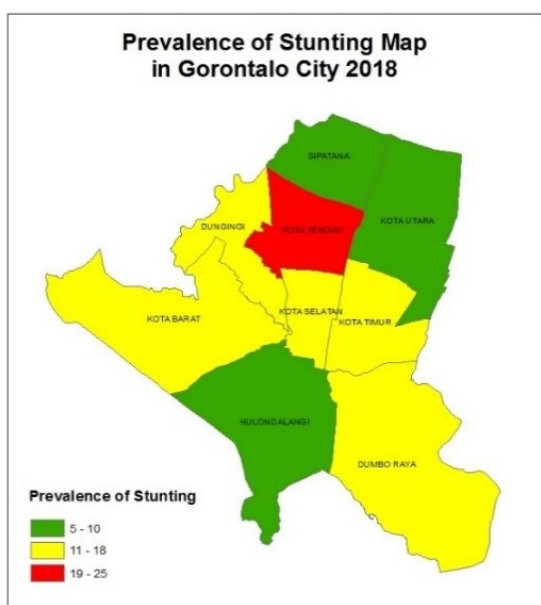 Prevalence of Stunting Map
in Gorontalo City 2018
SIPATANA
KOTA UTARA
DUNGINGI
KOTA TENGAH
KOTA BARAT
KOTA SELATAN
KOTA TIMUR
HULONDALANGI
DUMBO RAYA
Prevalence of Stunting
5 - 10
11 - 18
19 - 25